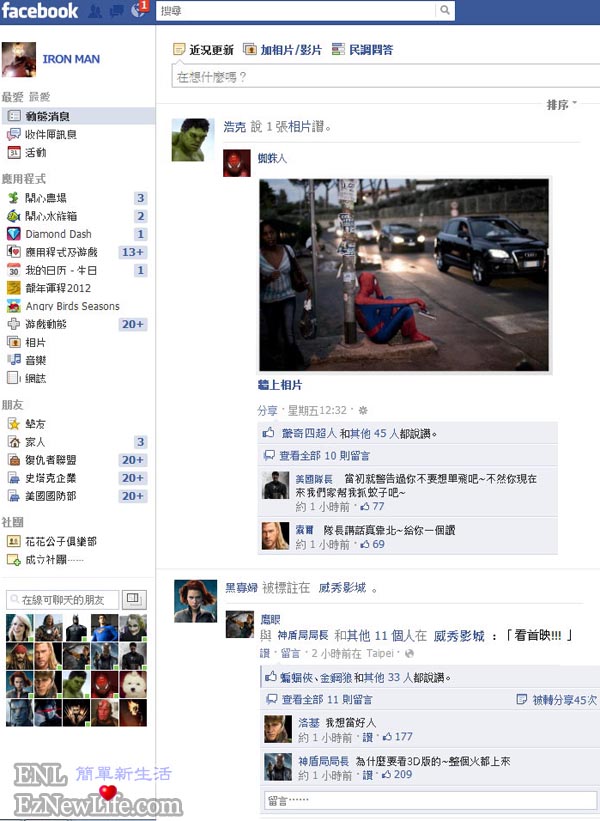 facebook
1
搜尋
IRON MAN
最愛 最愛
動態消息
收件匣訊息
31 活動
應用程式
開心農場 3
開心水族箱 2
Diamond Dash 1
應用程式及游戲 13+
30 我的日历 - 生日 1
龍年軍程2012
Angry Birds Seasons
游戲動態 20+
相片
音樂
網誌
朋友
摯友
家人 3
復仇者聯盟 20+
史塔克企業 20+
美國國防部 20+
社團
花花公子俱樂部
成立社團……
在線可聊天的朋友
近況更新 加相片/影片 民調問答
在想什麼嗎？
排序
浩克 說 1 張相片讚。
蜘蛛人
牆上相片
分享 · 星期五12:32 ·
驚奇四超人 和其他 45 人都說讚。
查看全部 10 則留言
美國隊長 當初就警告過你不要想單飛吧~不然你現在
來我們家幫我抓蚊子吧~
約 1 小時前 · 77
索爾 隊長講話真靠北~給你一個讚
約 1 小時前 · 69
黑寡婦 被標註在 威秀影城 。
鷹眼
與 神盾局局長 和其他 11 個人在 威秀影城 ：「看首映!!! 」
讚 · 留言 · 2 小時前在 Taipei ·
蝙蝠俠、金鋼狼和其他 33 人都說讚。
查看全部 11 則留言 被轉分享45次
洛基 我想當好人
約 1 小時前 · 讚 · 177
神盾局局長 為什麼要看3D版的~整個火都上來
約 1 小時前 · 讚 · 209
留言……
ENL 簡單新生活
EzNewLife.com